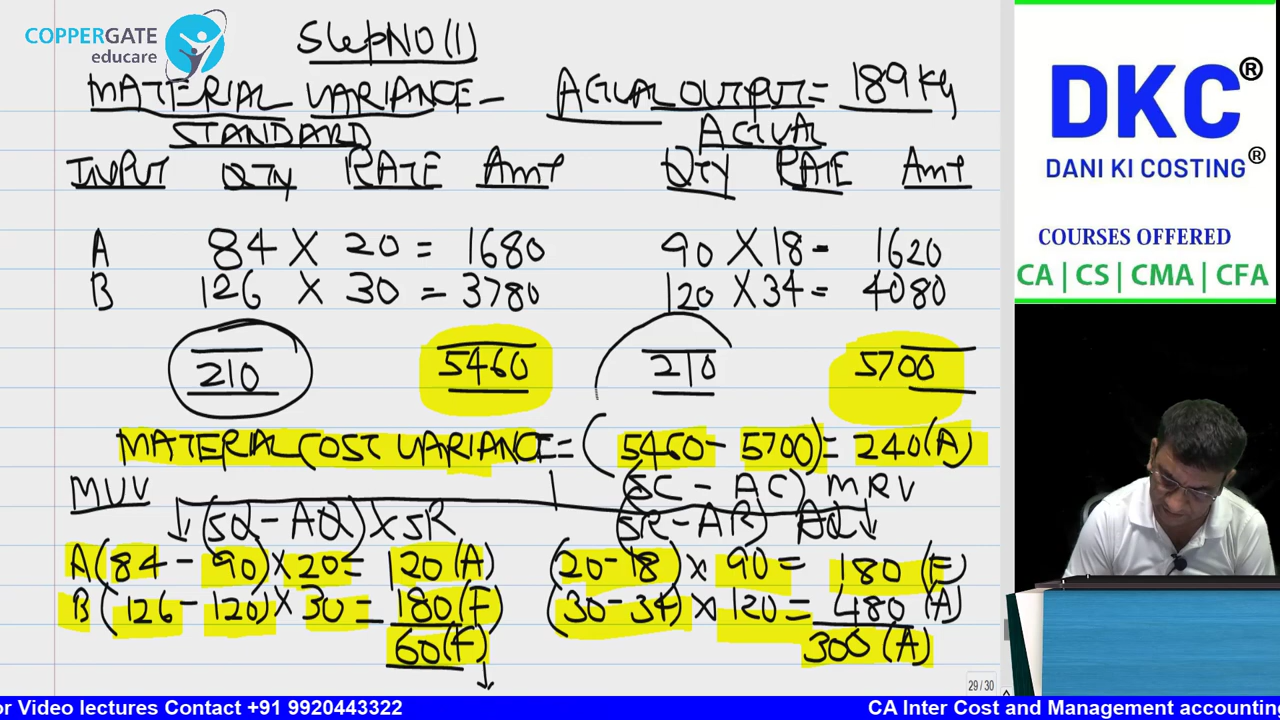 COPPERGATE
educare
StepNO(1)
MATERIAL VARIANCE – ACTUAL OUTPUT= 189 Kg
STANDARD ACTUAL
INPUT QTY RATE Amt QTY RATE Amt
A 84 X 20 = 1680 90 X 18 = 1620
B 126 X 30 = 3780 120 X 34 = 4080
210 5460 210 5700
MATERIAL COST VARIANCE = (5460 - 5700) = 240(A)
MUV (SC - AC) MRV
(SQ - AQ) X SR (SR - AR) AQ
A (84 - 90) X 20 = 120(A) (20 - 18) x 90 = 180 (F)
B (126 - 120) X 30 = 180(F) (30 - 34) x 120 = 480 (A)
60(F) 300(A)
29 / 30
DKC®
DANI KI COSTING®
COURSES OFFERED
CA | CS | CMA | CFA
or Video lectures Contact +91 9920443322 CA Inter Cost and Management accounting